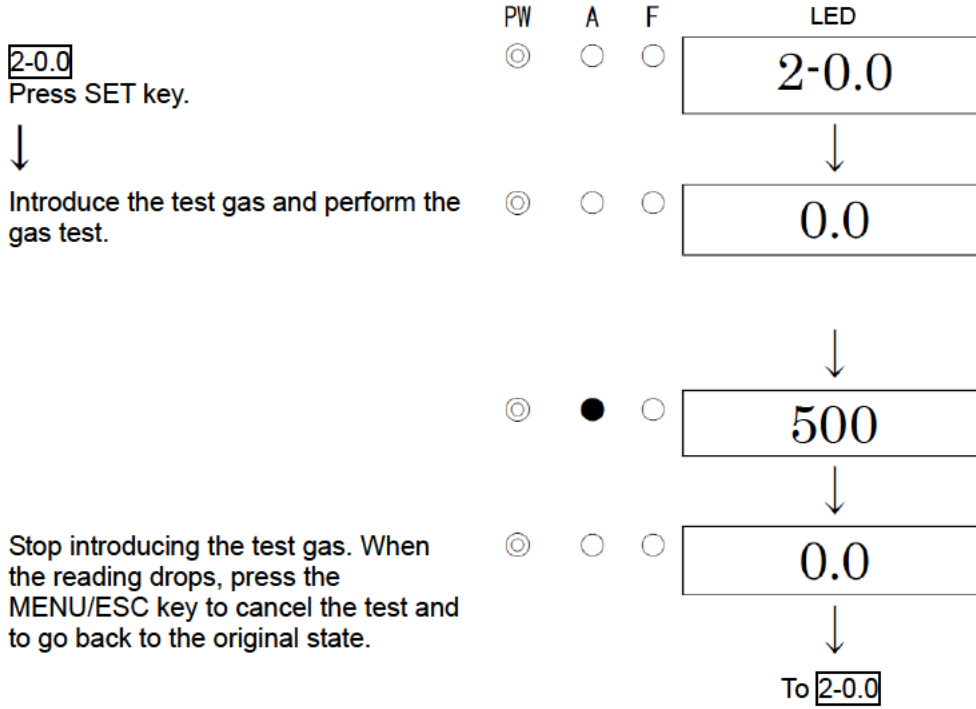 PW A F LED
2-0.0
Press SET key.
2-0.0
Introduce the test gas and perform the
gas test.
0.0
500
Stop introducing the test gas. When
the reading drops, press the
MENU/ESC key to cancel the test and
to go back to the original state.
0.0
To 2-0.0